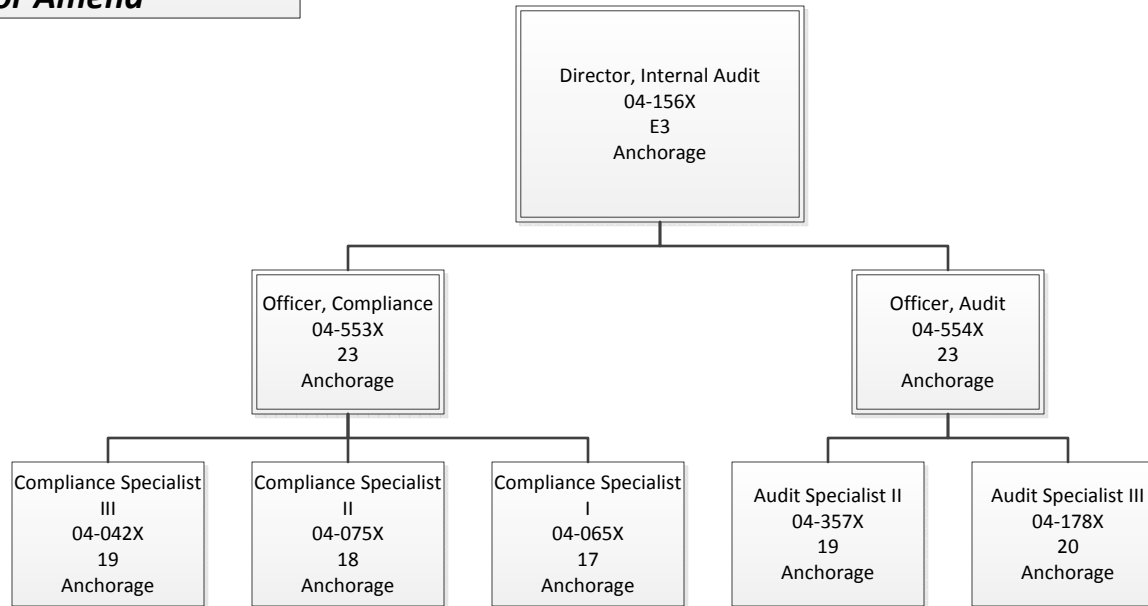 or Amend
Director, Internal Audit
04-156X
E3
Anchorage
Officer, Compliance
04-553X
23
Anchorage
Officer, Audit
04-554X
23
Anchorage
Compliance Specialist
III
04-042X
19
Anchorage
Compliance Specialist
II
04-075X
18
Anchorage
Compliance Specialist
I
04-065X
17
Anchorage
Audit Specialist II
04-357X
19
Anchorage
Audit Specialist III
04-178X
20
Anchorage